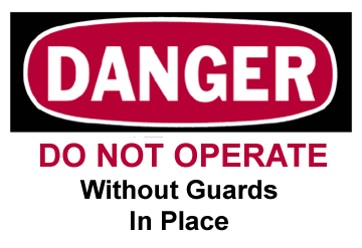 DANGER
DO NOT OPERATE
Without Guards
In Place